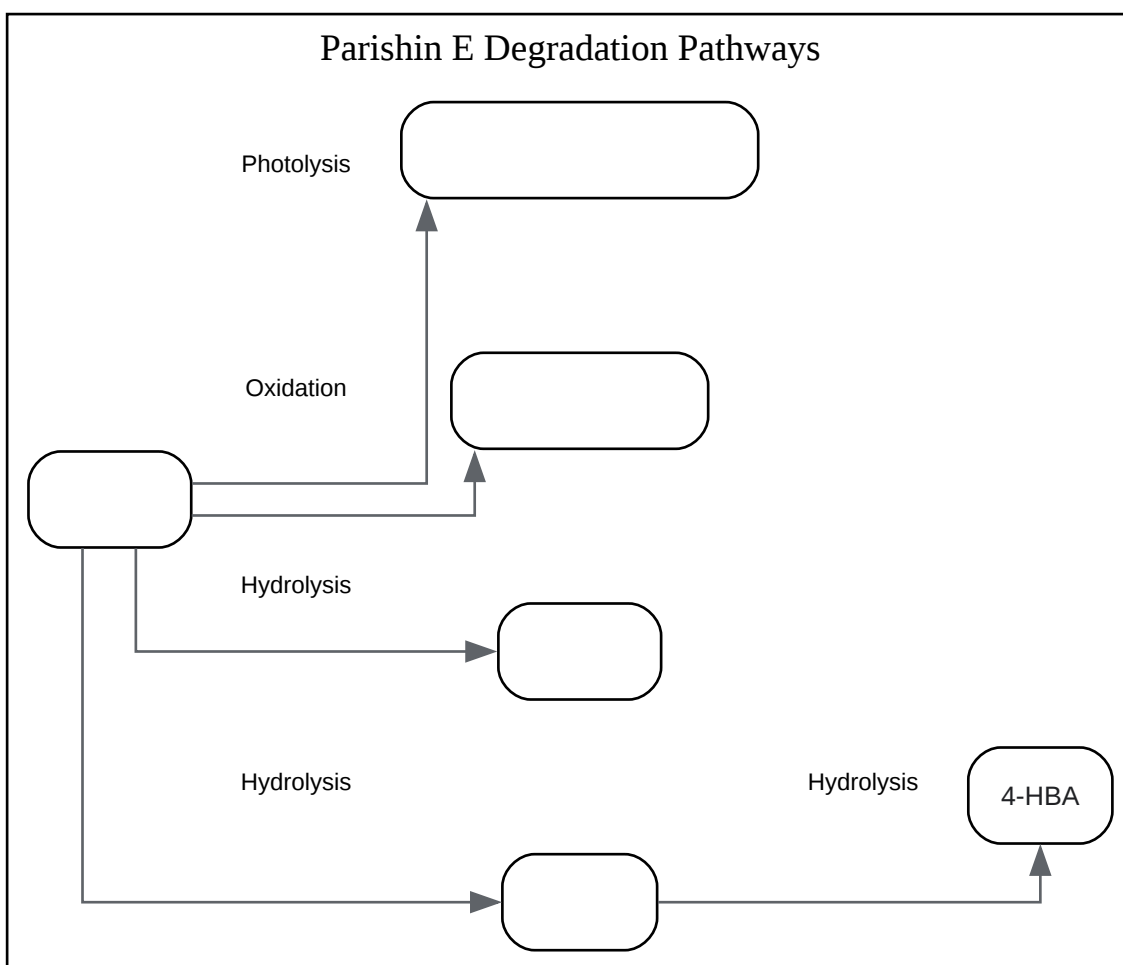 Parishin E Degradation Pathways
Photolysis
Oxidation
Hydrolysis
Hydrolysis
Hydrolysis
4-HBA